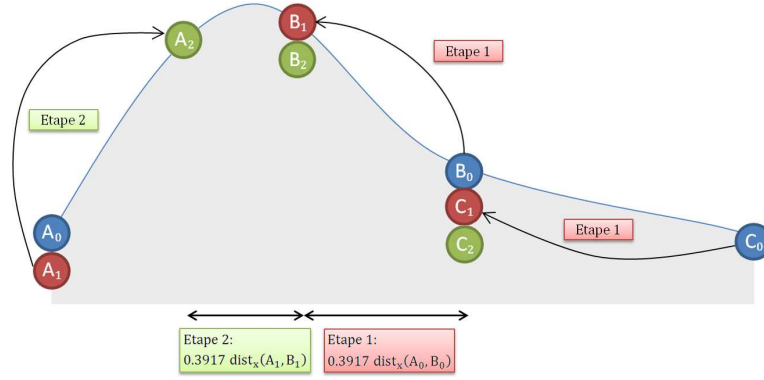 A₂
B₁
B₂
Etape 1
Etape 2
B₀
C₁
C₂
A₀
A₁
Etape 1
C₀
Etape 2:
0.3917 distₓ(A₁, B₁)
Etape 1:
0.3917 distₓ(A₀, B₀)